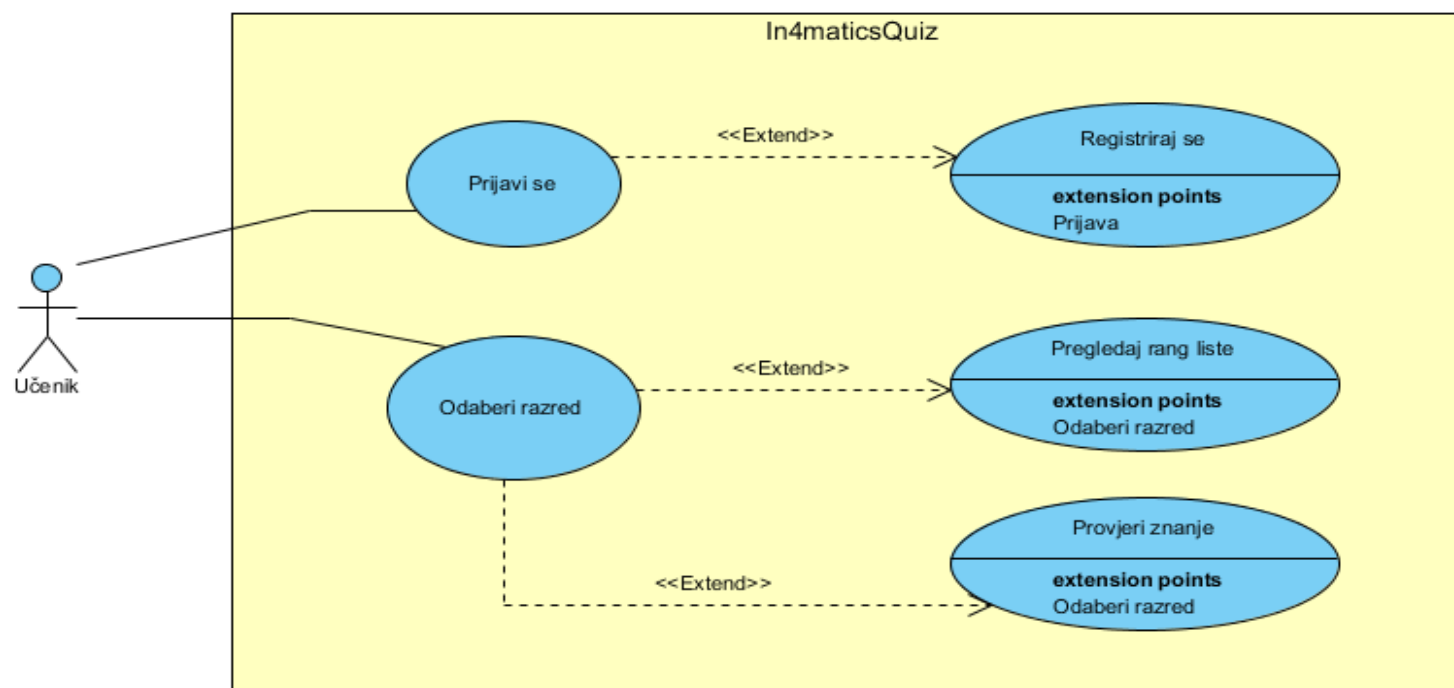 In4maticsQuiz
<<Extend>>
Registriraj se
Prijavi se
extension points
Prijava
Učenik
Pregledaj rang liste
<<Extend>>
Odaberi razred
extension points
Odaberi razred
Provjeri znanje
<<Extend>>
extension points
Odaberi razred